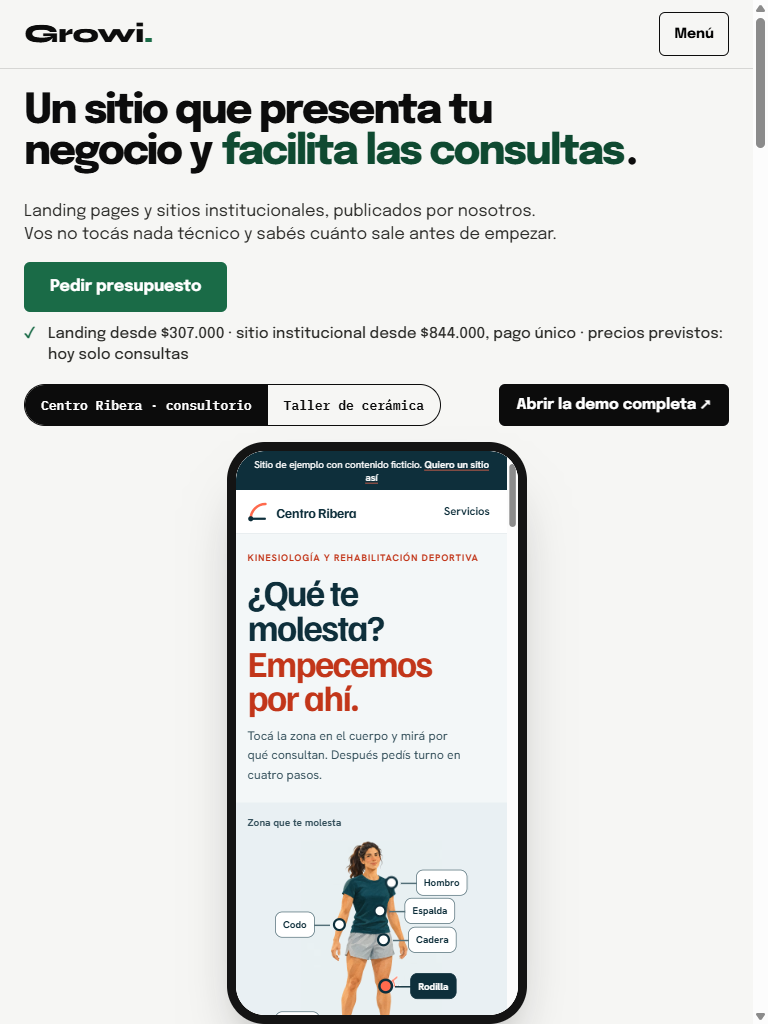 Growi.
Menú
Un sitio que presenta tu
negocio y facilita las consultas.
Landing pages y sitios institucionales, publicados por nosotros.
Vos no tocás nada técnico y sabés cuánto sale antes de empezar.
Pedir presupuesto
✓ Landing desde $307.000 · sitio institucional desde $844.000, pago único · precios previstos:
hoy solo consultas
Centro Ribera · consultorio
Taller de cerámica
Abrir la demo completa ↗
Sitio de ejemplo con contenido ficticio. Quiero un sitio
así
Centro Ribera
Servicios
KINESIOLOGÍA Y REHABILITACIÓN DEPORTIVA
¿Qué te
molesta?
Empecemos
por ahí.
Tocá la zona en el cuerpo y mirá por
qué consultan. Después pedís turno en
cuatro pasos.
Zona que te molesta
Hombro
Espalda
Codo
Cadera
Rodilla